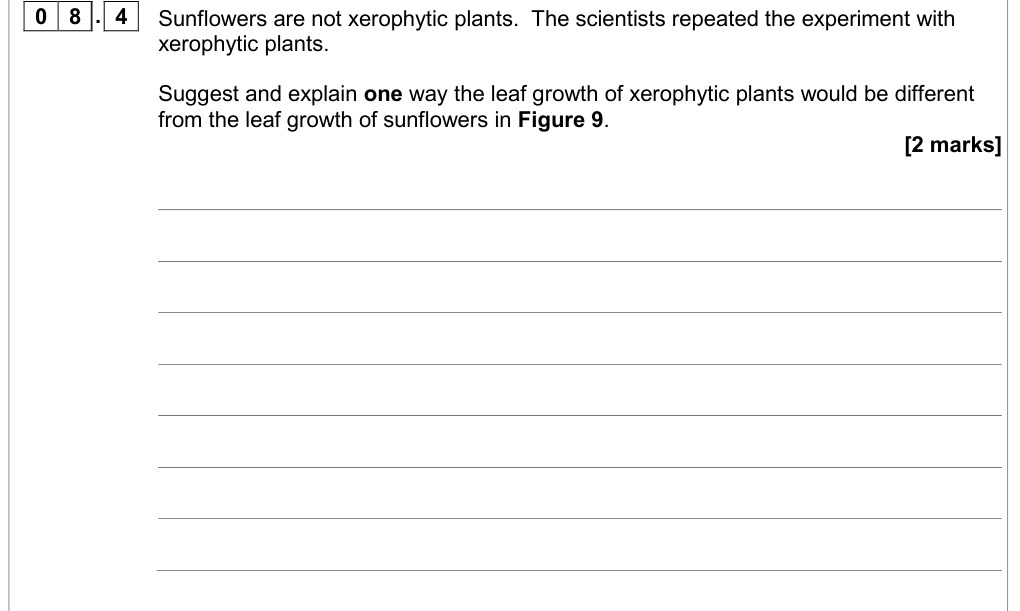 08.4 Sunflowers are not xerophytic plants. The scientists repeated the experiment with
xerophytic plants.
Suggest and explain one way the leaf growth of xerophytic plants would be different
from the leaf growth of sunflowers in Figure 9.
[2 marks]